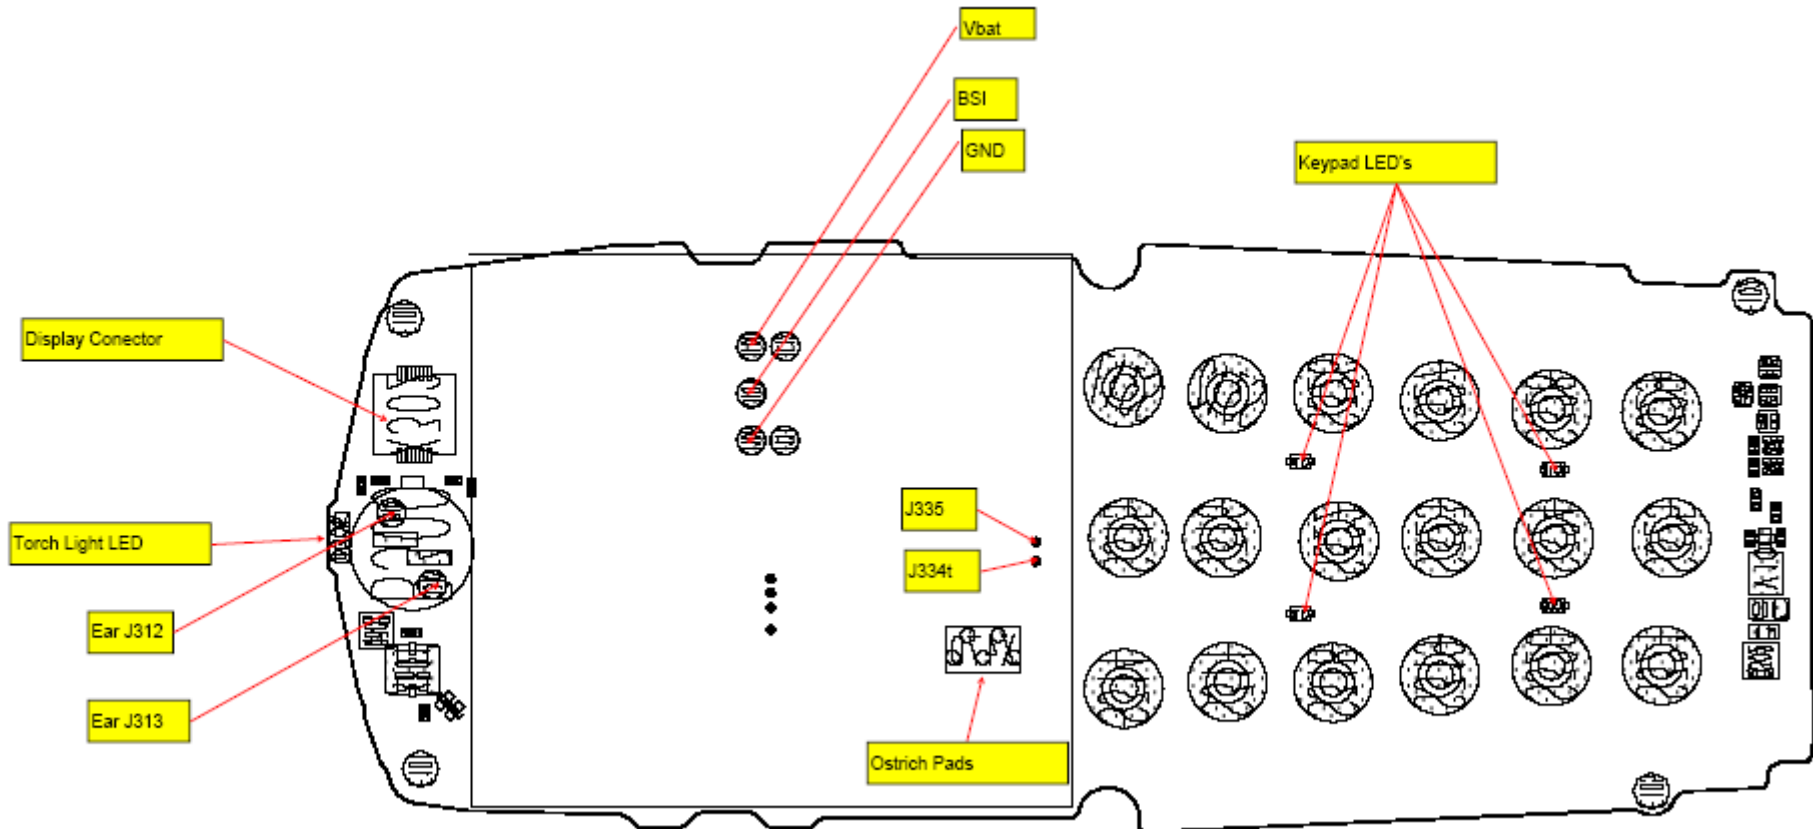 Vbat
BSI
GND
Keypad LED's
Display Conector
J335
Torch Light LED
J334t
Ear J312
Ear J313
Ostrich Pads